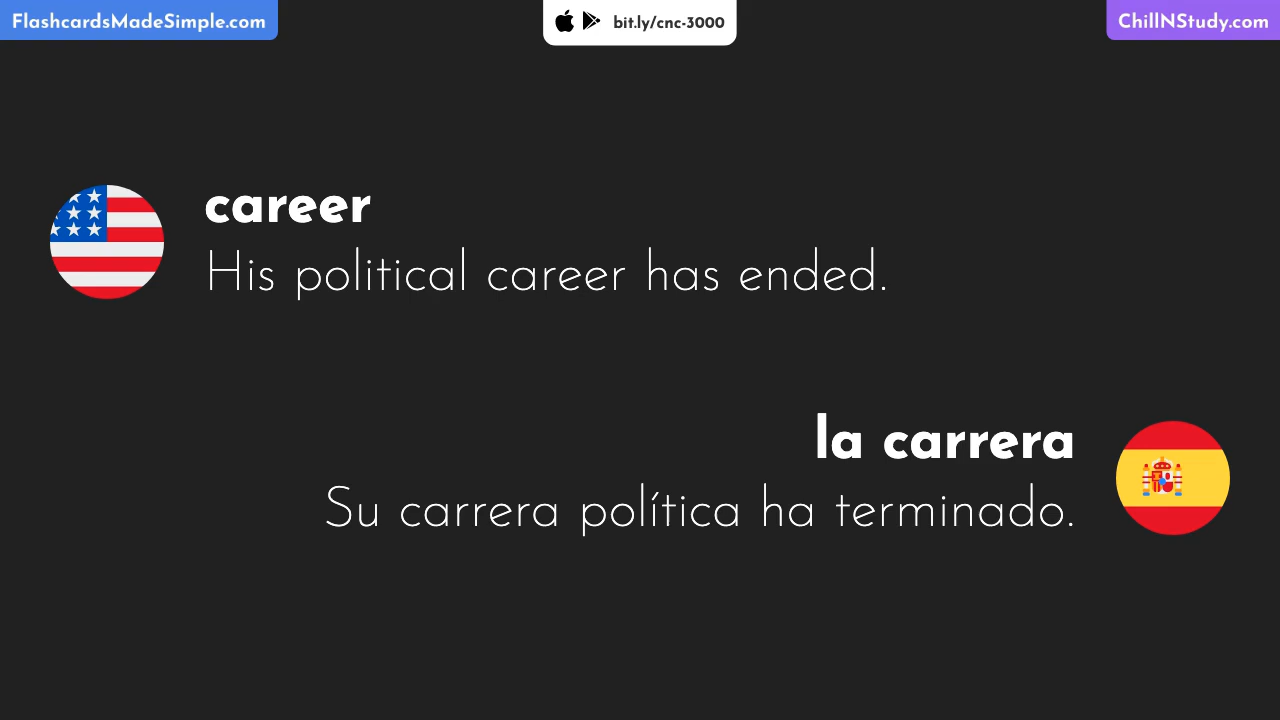 FlashcardsMadeSimple.com
bit.ly/cnc-3000
ChillNStudy.com
career
His political career has ended.
la carrera
Su carrera política ha terminado.